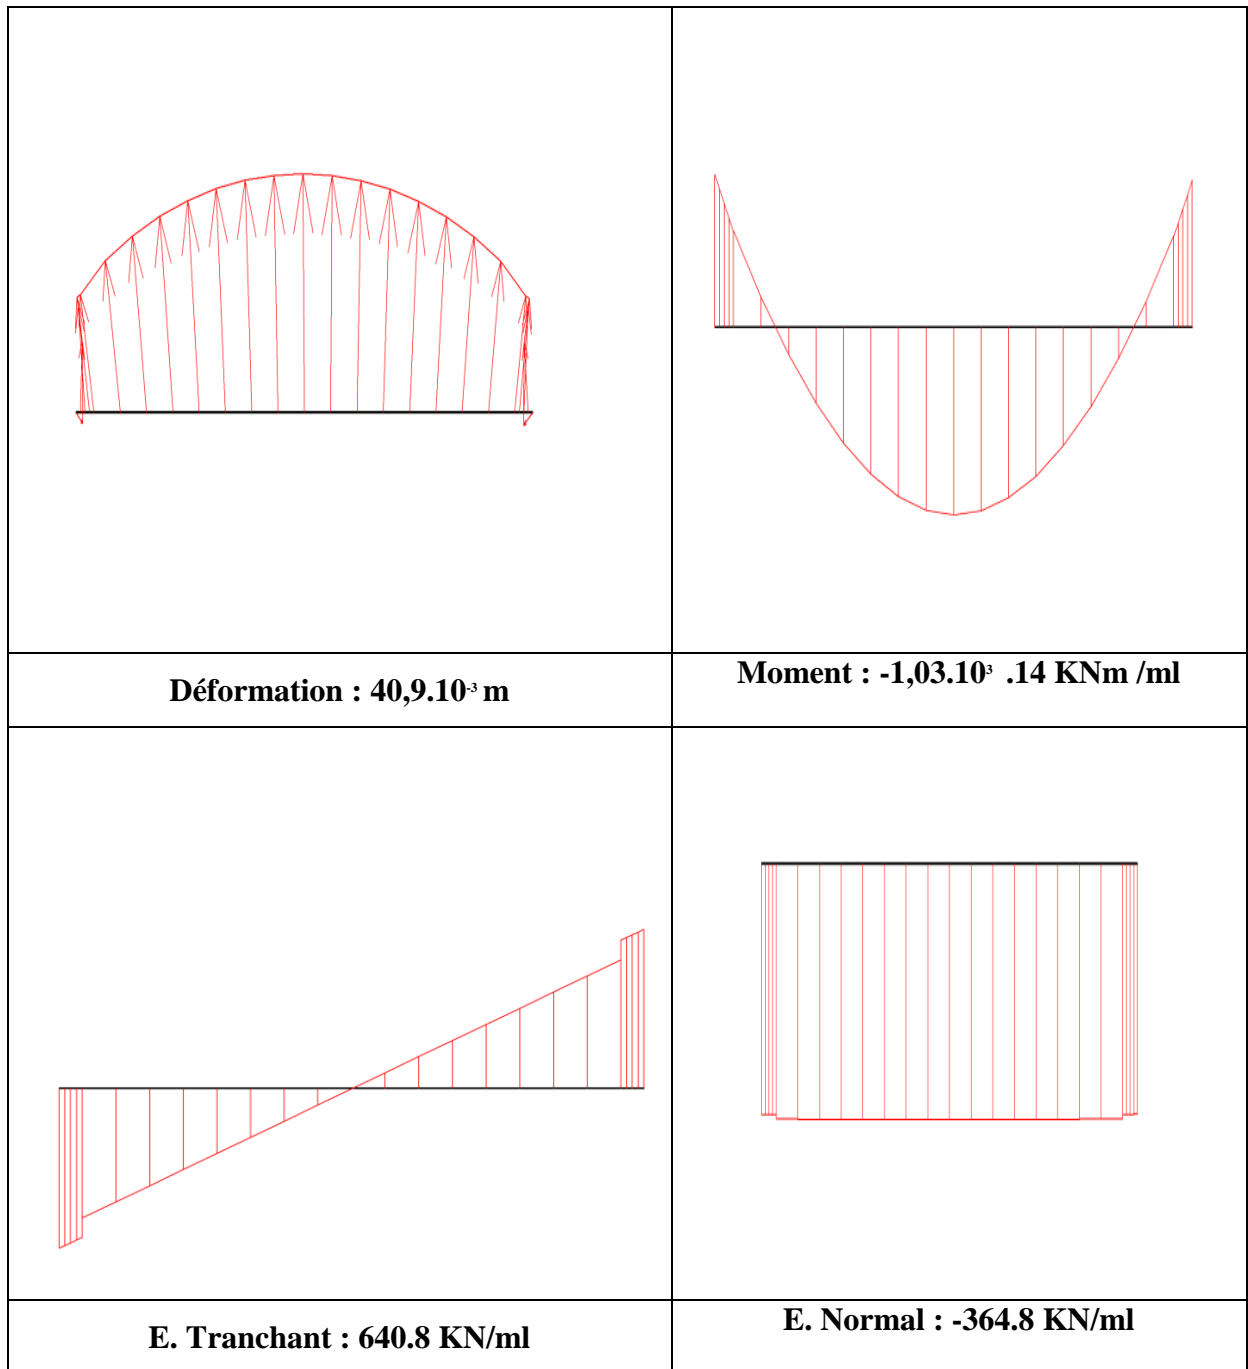 Déformation : 40,9.10⁻³ m
Moment : -1,03.10³ .14 KNm /ml
E. Tranchant : 640.8 KN/ml
E. Normal : -364.8 KN/ml